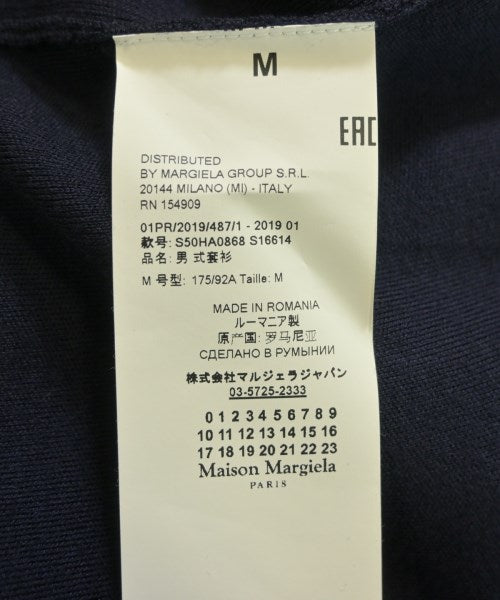 M
EAC
DISTRIBUTED
BY MARGIELA GROUP S.R.L.
20144 MILANO (MI) - ITALY
RN 154909
01PR/2019/487/1 - 2019 01
款号: S50HA0868 S16614
品名: 男 式套衫
M 号型: 175/92A Taille: M
MADE IN ROMANIA
ルーマニア製
原产国: 罗马尼亚
СДЕЛАНО В РУМЫНИИ
株式会社マルジェラジャパン
03-5725-2333
0 1 2 3 4 5 6 7 8 9
10 11 12 13 14 15 16
17 18 19 20 21 22 23
Maison Margiela
PARIS